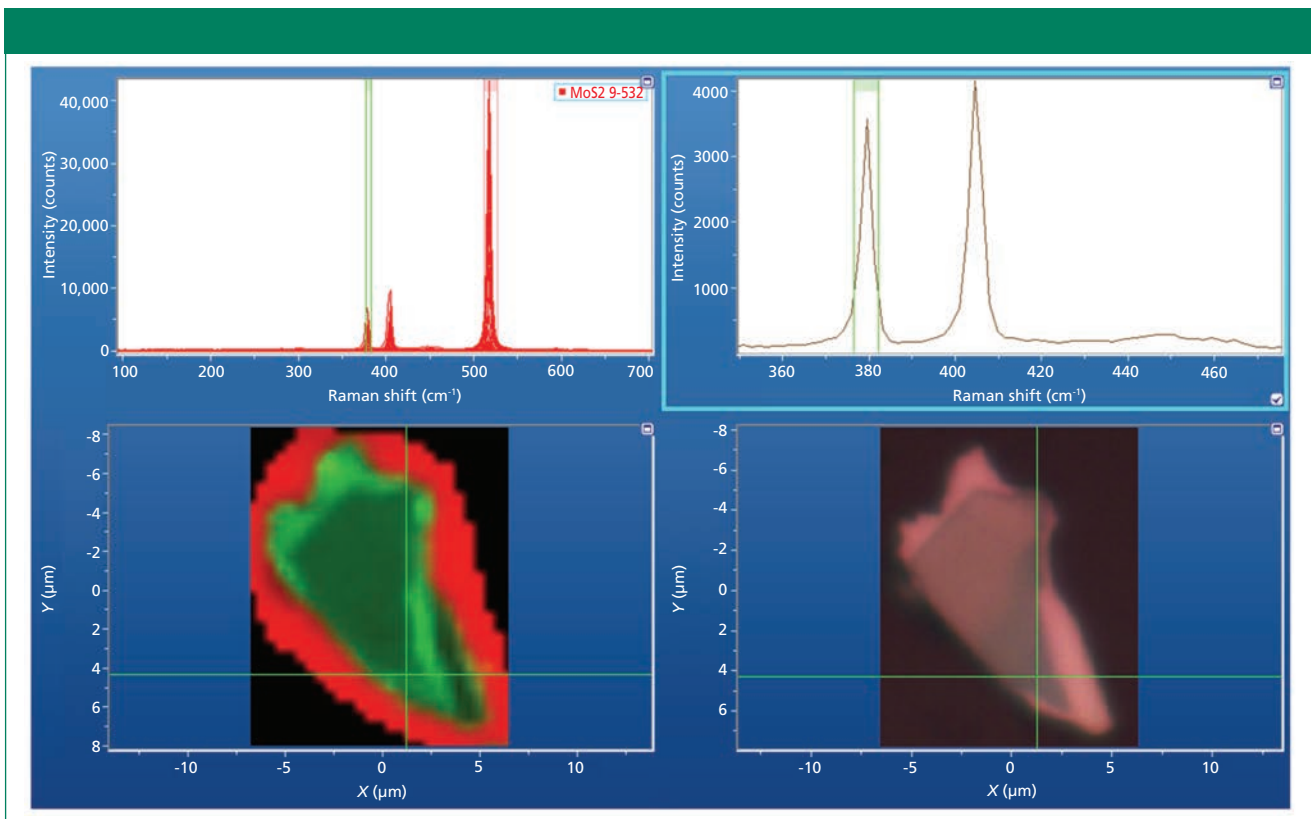 MoS2 9-532
40,000
30,000
20,000
10,000
0
Intensity (counts)
100 200 300 400 500 600 700
Raman shift (cm⁻¹)
4000
3000
2000
1000
Intensity (counts)
360 380 400 420 440 460
Raman shift (cm⁻¹)
-8
-6
-4
-2
0
2
4
6
8
Y (μm)
-10 -5 0 5 10
X (μm)
-8
-6
-4
-2
0
2
4
6
Y (μm)
-10 -5 0 5 10
X (μm)